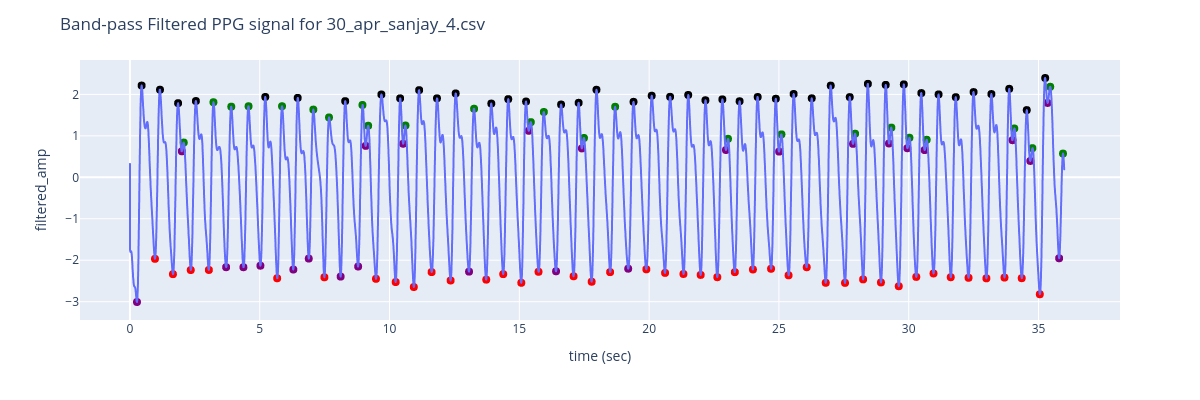 Band-pass Filtered PPG signal for 30_apr_sanjay_4.csv
2
1
0
−1
−2
−3
filtered_amp
0 5 10 15 20 25 30 35
time (sec)